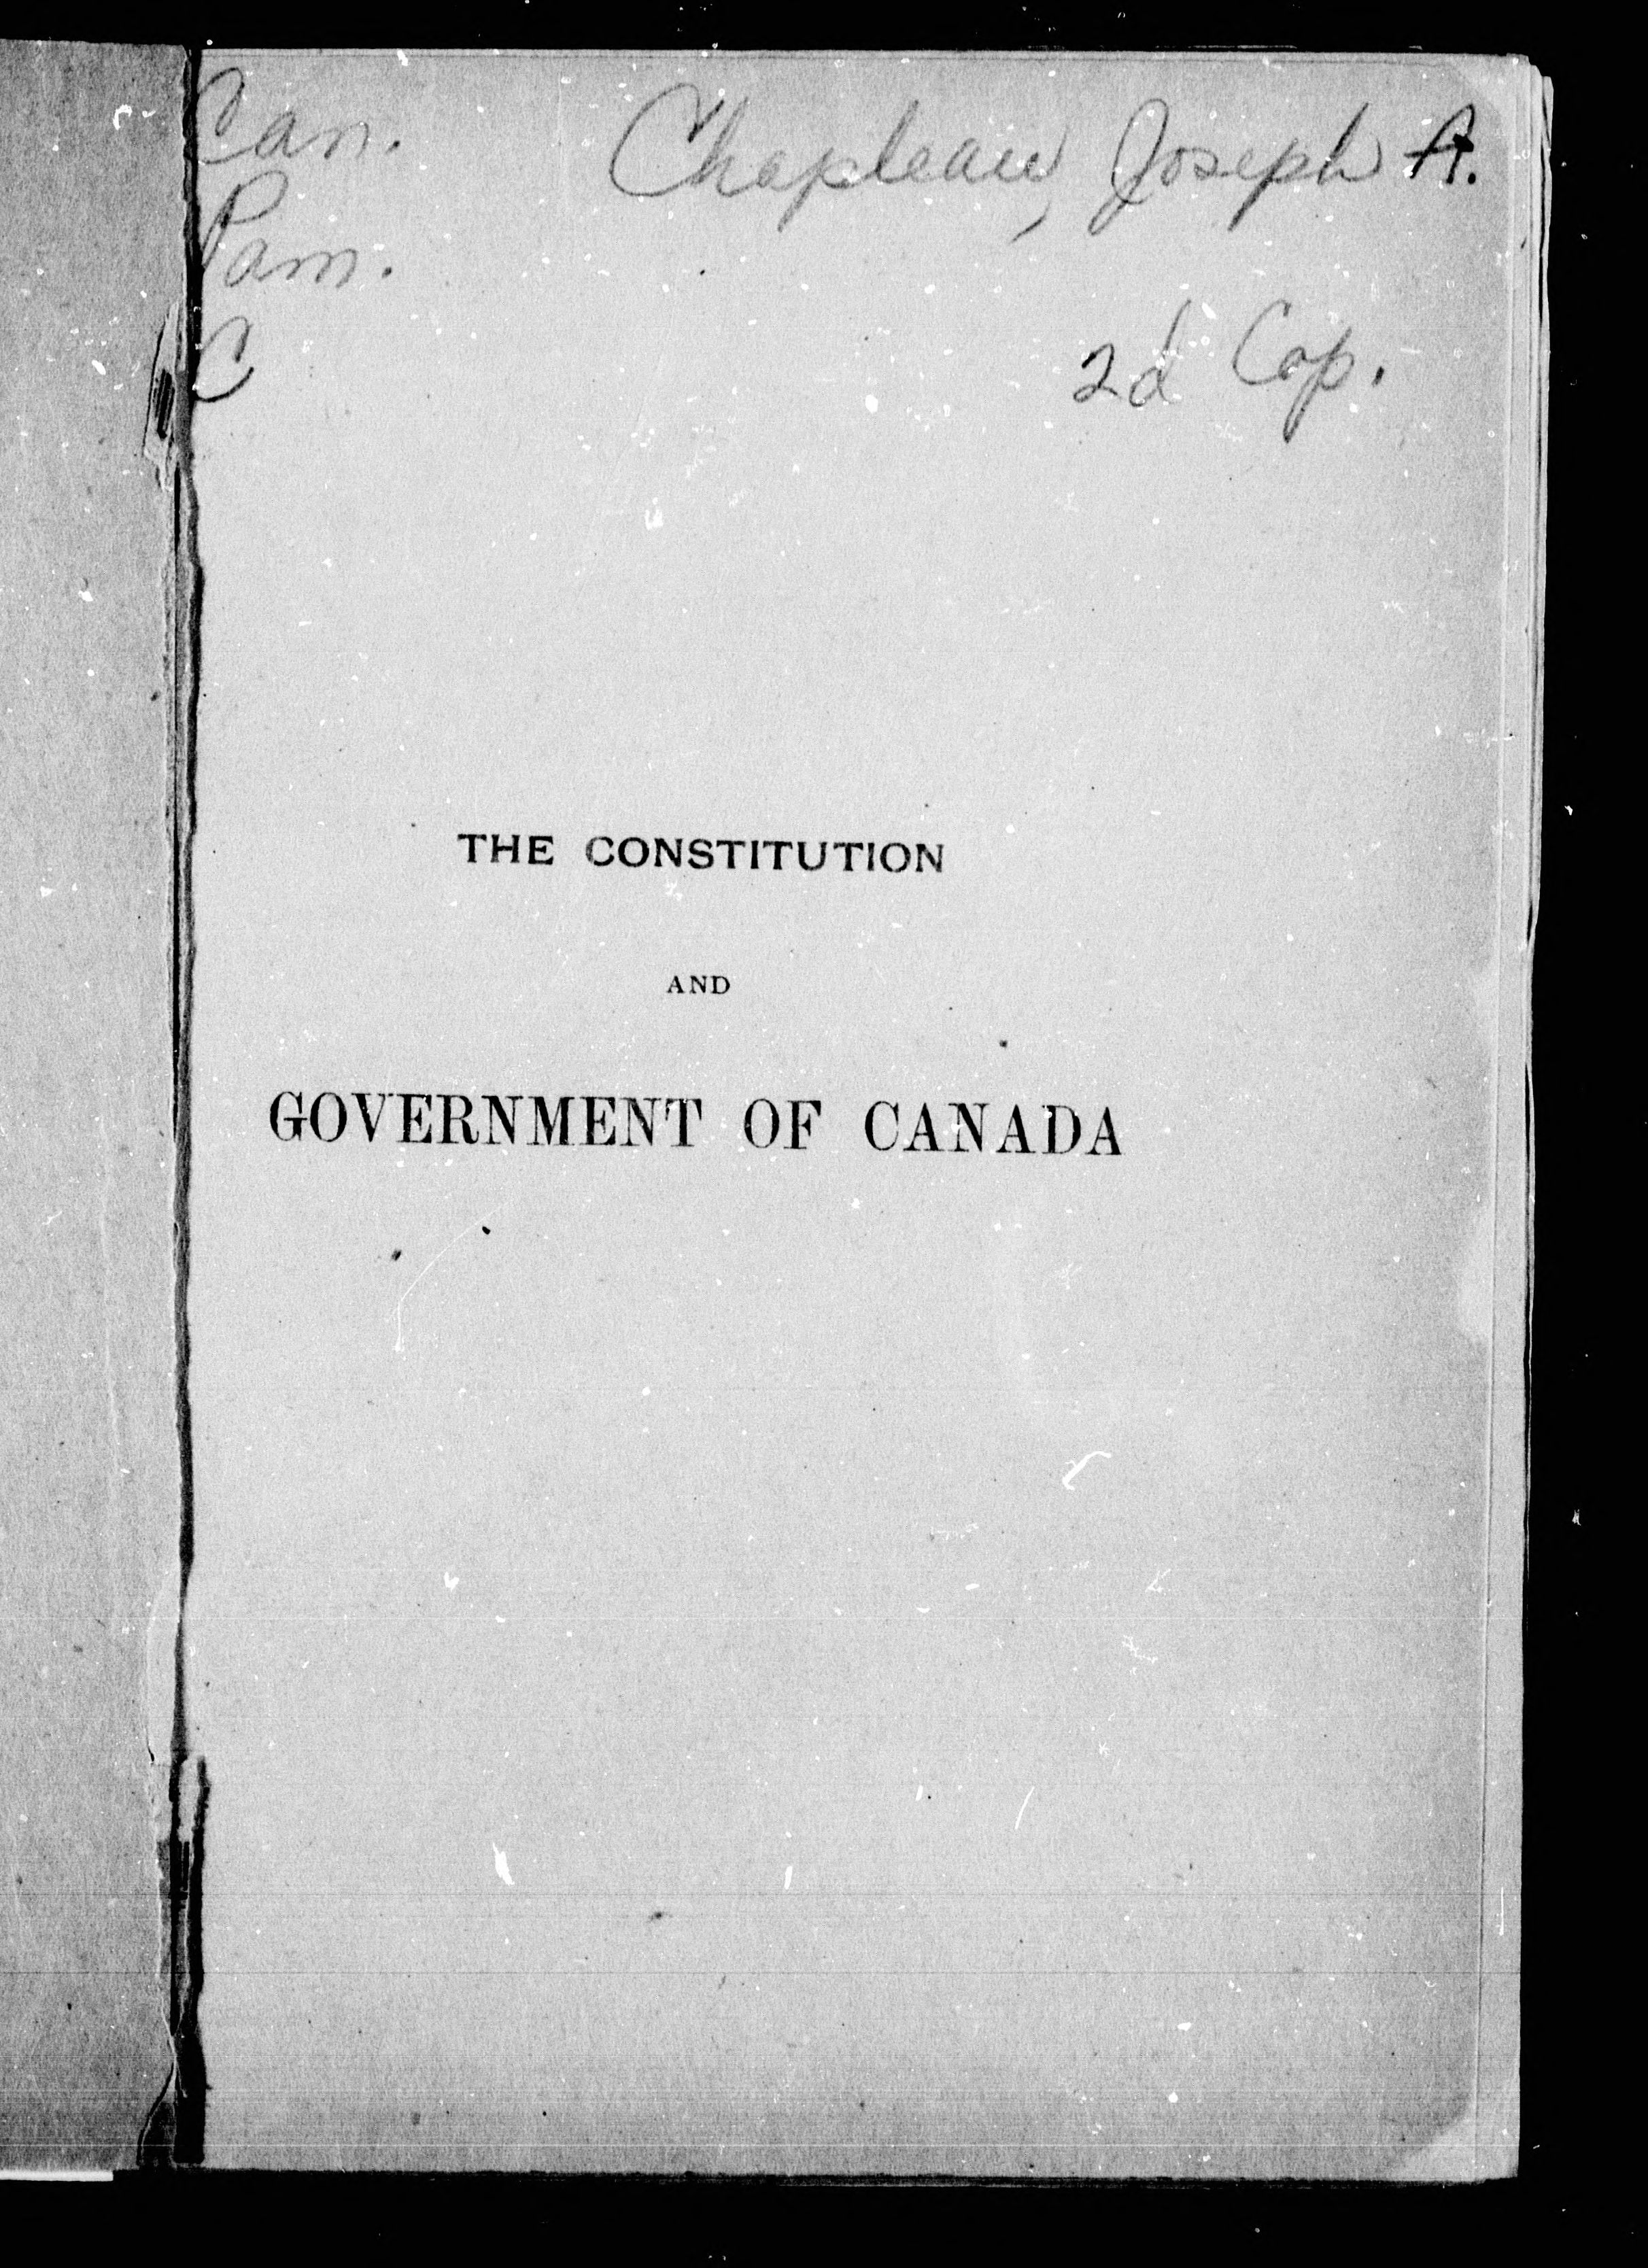 Can. Chapleau, Joseph A.
Pam.
C 2d Cop.
THE CONSTITUTION
AND
GOVERNMENT OF CANADA